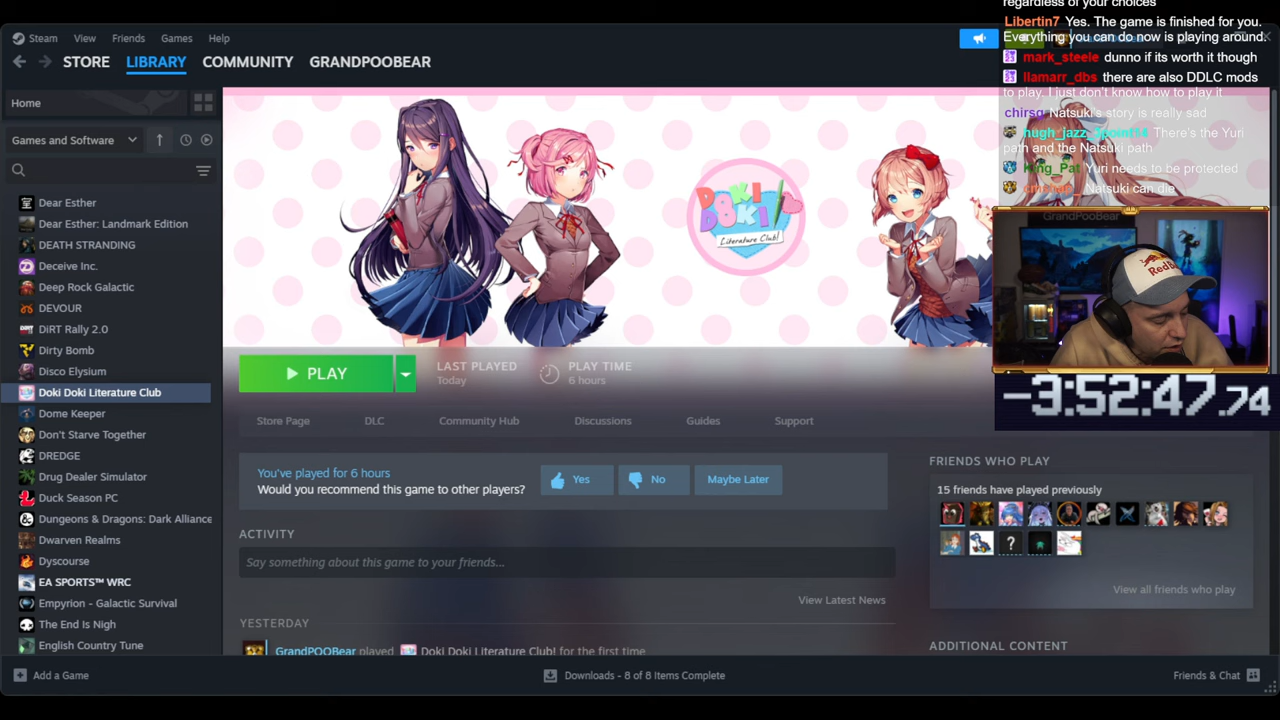 Steam View Friends Games Help
STORE LIBRARY COMMUNITY GRANDPOOBEAR
Home
Games and Software
Dear Esther
Dear Esther: Landmark Edition
DEATH STRANDING
Deceive Inc.
Deep Rock Galactic
DEVOUR
DiRT Rally 2.0
Dirty Bomb
Disco Elysium
Doki Doki Literature Club
Dome Keeper
Don't Starve Together
DREDGE
Drug Dealer Simulator
Duck Season PC
Dungeons & Dragons: Dark Alliance
Dwarven Realms
Dyscourse
EA SPORTS™ WRC
Empyrion - Galactic Survival
The End Is Nigh
English Country Tune
Add a Game
DOKI DOKI
Literature Club!
PLAY
LAST PLAYED
Today
PLAY TIME
6 hours
Store Page DLC Community Hub Discussions Guides Support
You've played for 6 hours
Would you recommend this game to other players?
Yes No Maybe Later
ACTIVITY
Say something about this game to your friends...
View Latest News
YESTERDAY
GrandPOOBear played Doki Doki Literature Club! for the first time
Downloads - 8 of 8 Items Complete
regardless of your choices
Libertin7 Yes. The game is finished for you.
Everything you can do now is playing around.
mark_steele dunno if its worth it though
llamarr_dbs there are also DDLC mods
to play. I just don't know how to play it
chirsg Natsuki's story is really sad
There's the Yuri
path and the Natsuki path
King_Pat Yuri needs to be protected
Natsuki can die
GrandPooBear
Red B
-3:52:47.74
FRIENDS WHO PLAY
15 friends have played previously
?
View all friends who play
ADDITIONAL CONTENT
Friends & Chat